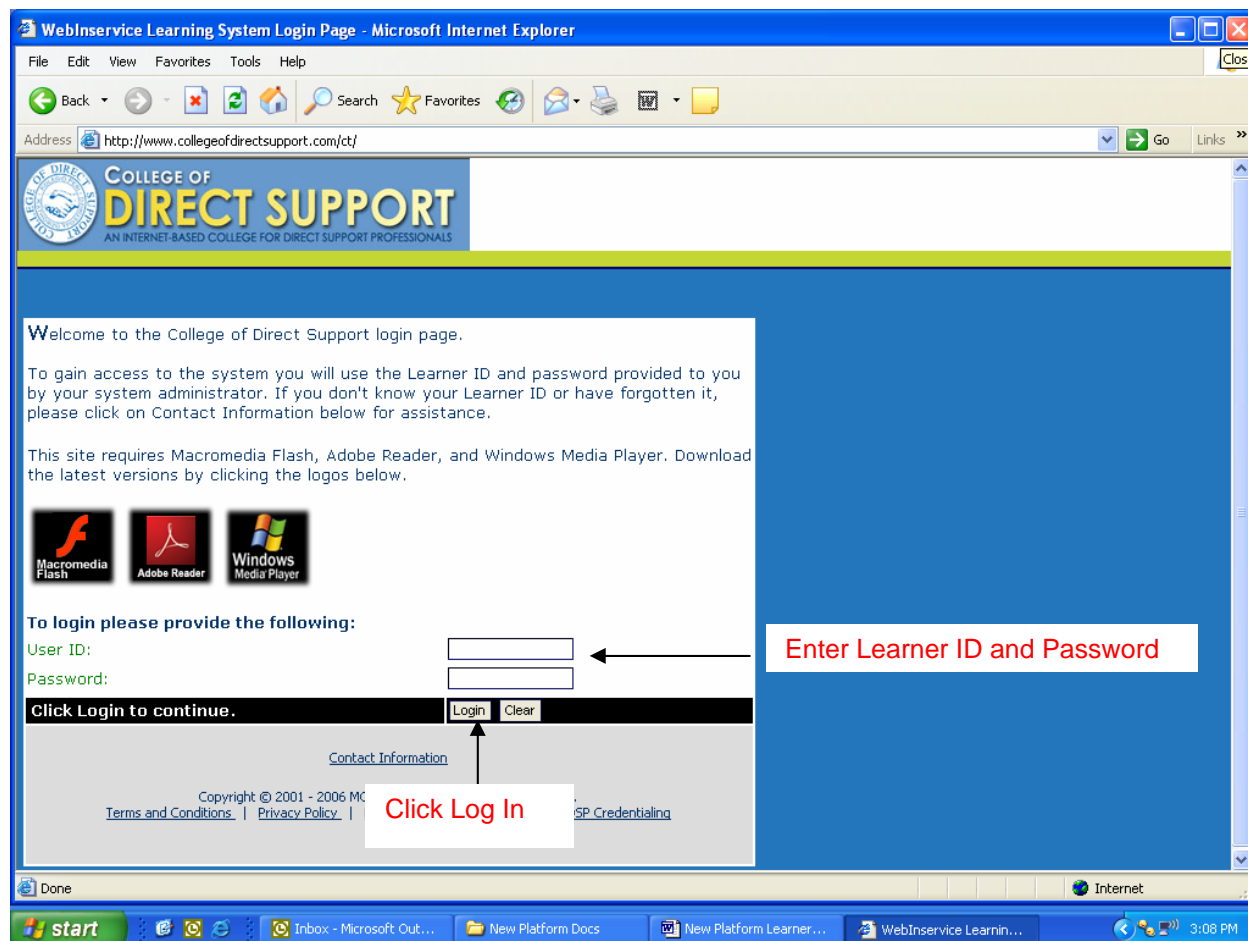 WebInservice Learning System Login Page - Microsoft Internet Explorer
File Edit View Favorites Tools Help
Clos
Back Search Favorites
Address http://www.collegeofdirectsupport.com/ct/ Go Links »
COLLEGE OF DIRECT SUPPORT
COLLEGE OF
DIRECT SUPPORT
AN INTERNET-BASED COLLEGE FOR DIRECT SUPPORT PROFESSIONALS
Welcome to the College of Direct Support login page.
To gain access to the system you will use the Learner ID and password provided to you
by your system administrator. If you don't know your Learner ID or have forgotten it,
please click on Contact Information below for assistance.
This site requires Macromedia Flash, Adobe Reader, and Windows Media Player. Download
the latest versions by clicking the logos below.
Macromedia
Flash
Adobe Reader
Windows
Media Player
To login please provide the following:
User ID:
Enter Learner ID and Password
Password:
Click Login to continue. Login Clear
Contact Information
Copyright © 2001 - 2006 MC
Click Log In
Terms and Conditions | Privacy Policy | SP Credentialing
Done Internet
start Inbox - Microsoft Out... New Platform Docs New Platform Learner... WebInservice Learnin... 3:08 PM